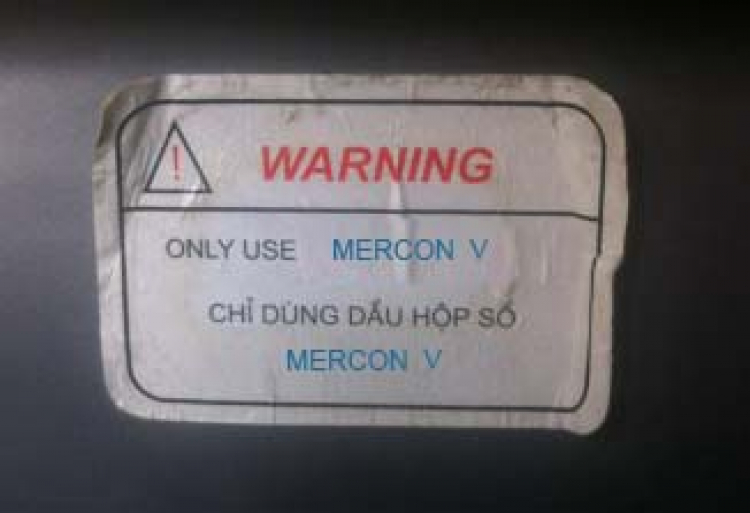 ! WARNING
ONLY USE MERCON V
CHỈ DÙNG DẦU HỘP SỐ
MERCON V